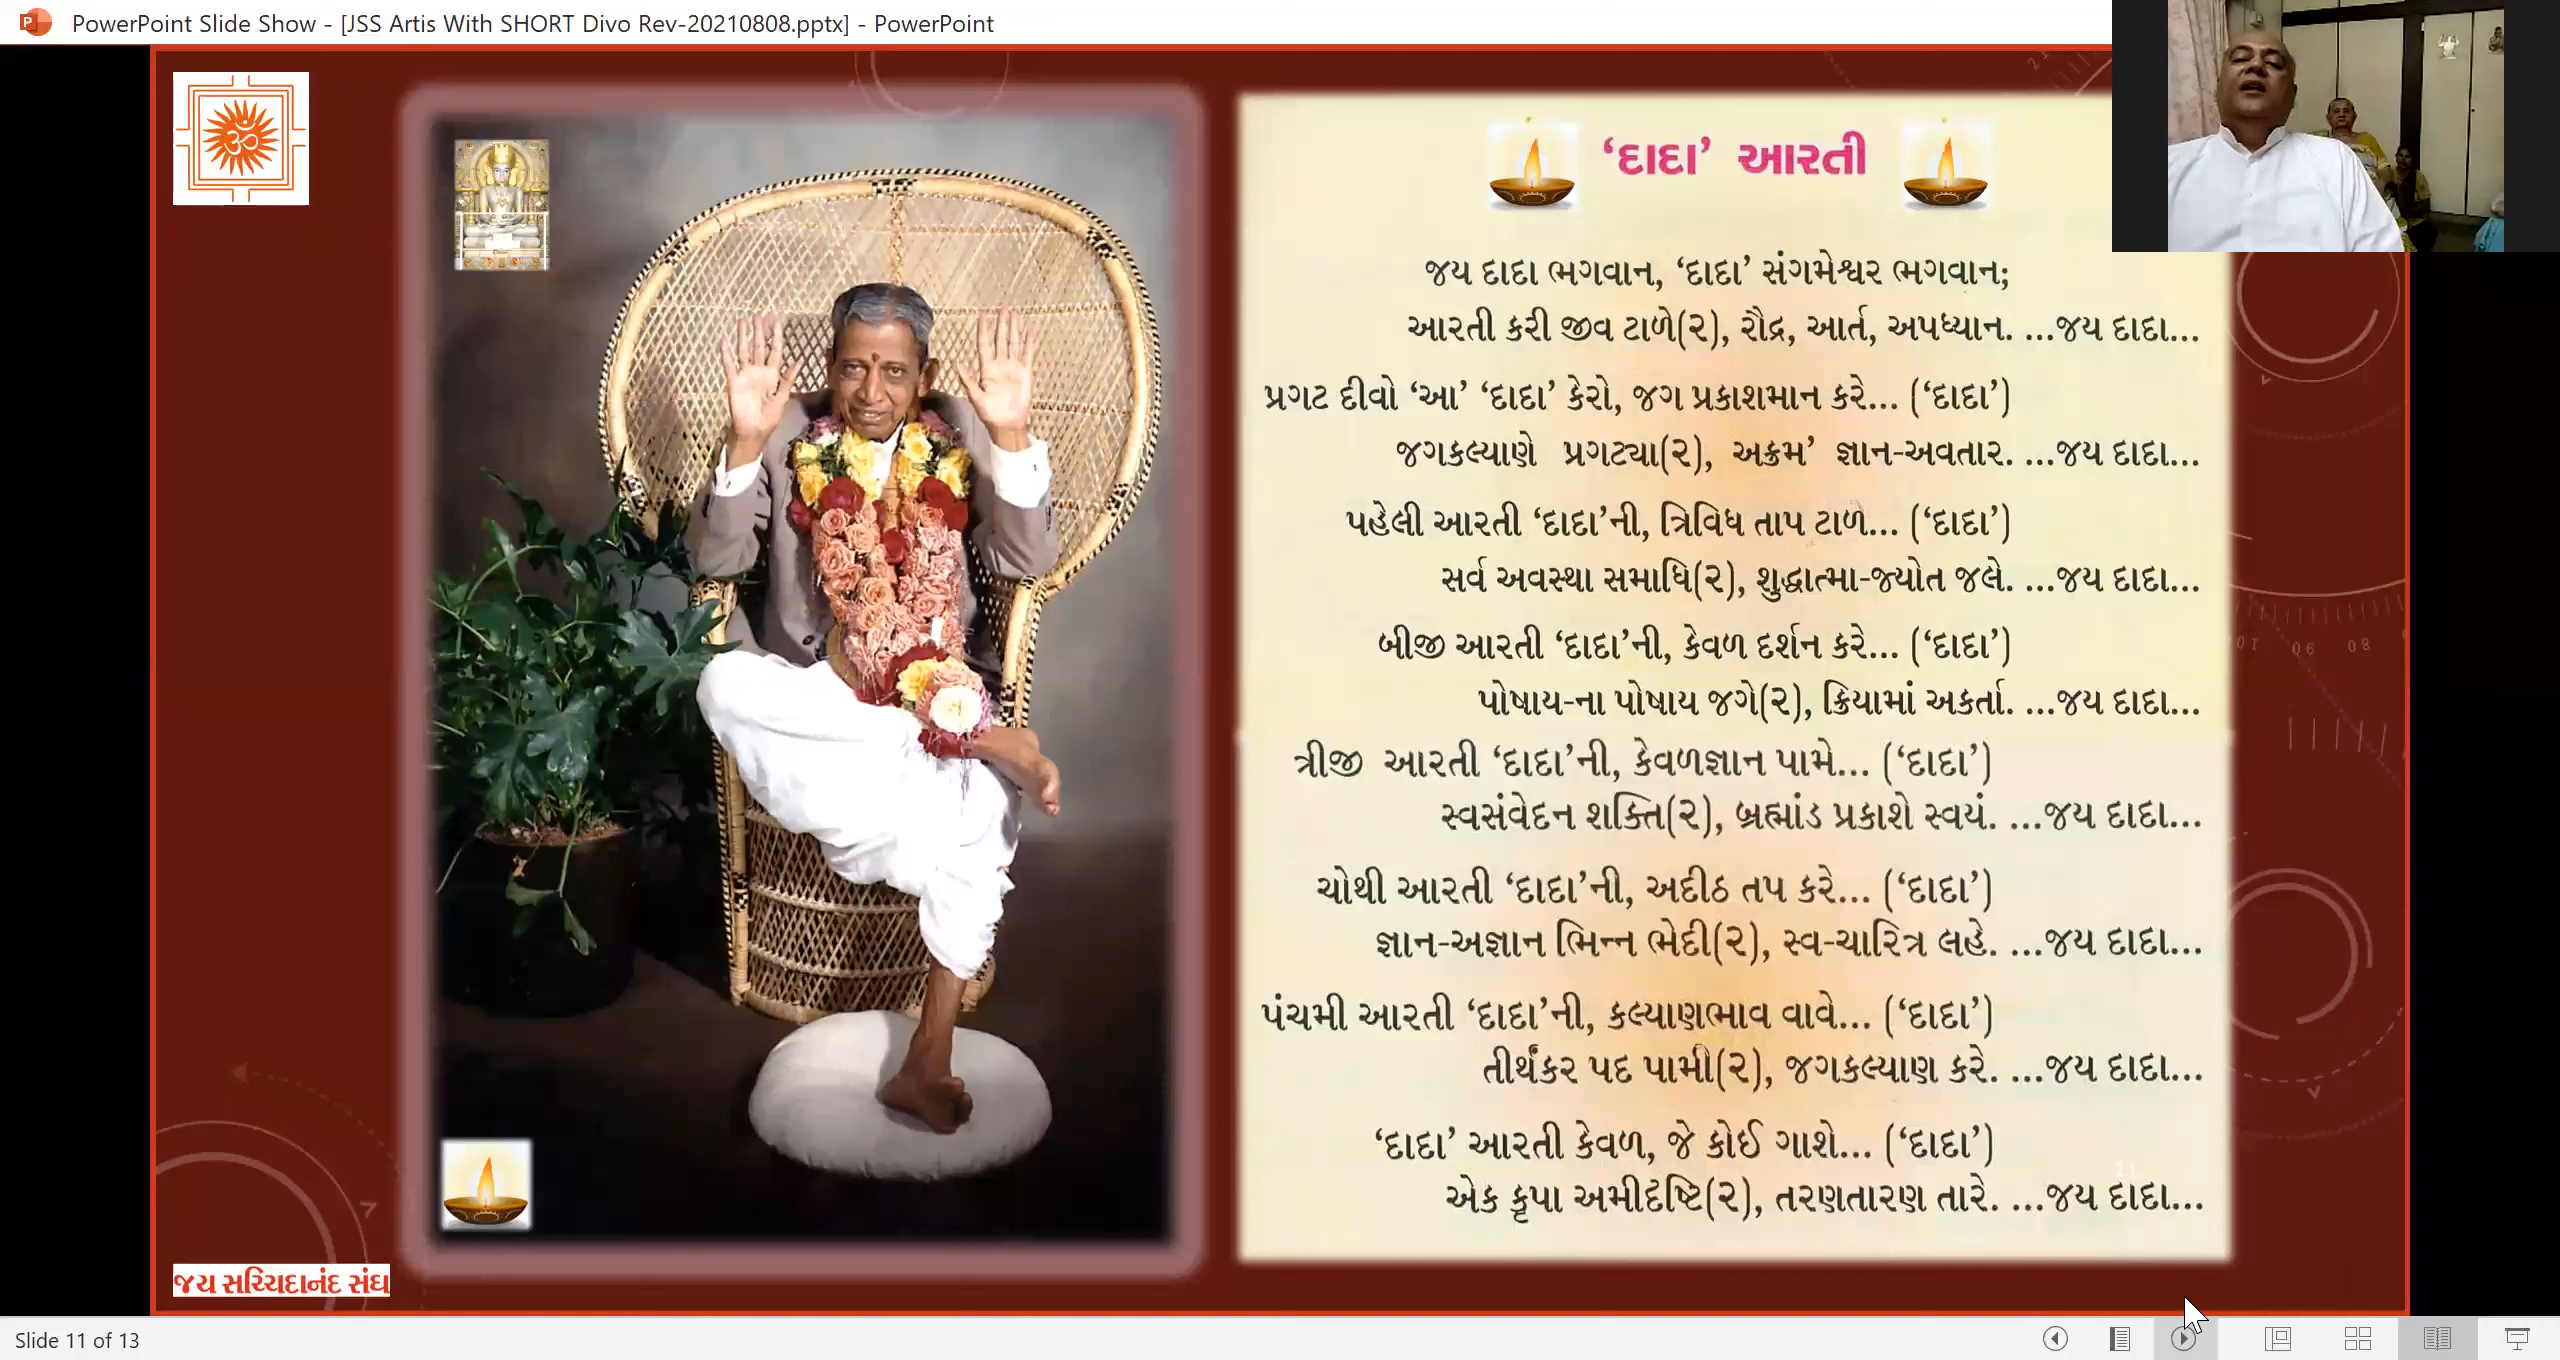 PowerPoint Slide Show - [JSS Artis With SHORT Divo Rev-20210808.pptx] - PowerPoint
‘દાદા’ આરતી
જય દાદા ભગવાન, ‘દાદા’ સંગમેશ્વર ભગવાન;
આરતી કરી જીવ ટાળે(૨), રૌદ્ર, આર્ત, અપધ્યાન. ...જય દાદા...
પ્રગટ દીવો ‘આ’ ‘દાદા’ કેરો, જગ પ્રકાશમાન કરે... (‘દાદા’)
જગકલ્યાણે પ્રગટ્યા(૨), અક્રમ’ જ્ઞાન-અવતાર. ...જય દાદા...
પહેલી આરતી ‘દાદા’ની, ત્રિવિધ તાપ ટાળે... (‘દાદા’)
સર્વ અવસ્થા સમાધિ(૨), શુદ્ધાત્મા-જ્યોત જલે. ...જય દાદા...
બીજી આરતી ‘દાદા’ની, કેવળ દર્શન કરે... (‘દાદા’)
પોષાય-ના પોષાય જગે(૨), ક્રિયામાં અકર્તા. ...જય દાદા...
ત્રીજી આરતી ‘દાદા’ની, કેવળજ્ઞાન પામે... (‘દાદા’)
સ્વસંવેદન શક્તિ(૨), બ્રહ્માંડ પ્રકાશે સ્વયં. ...જય દાદા...
ચોથી આરતી ‘દાદા’ની, અદીઠ તપ કરે... (‘દાદા’)
જ્ઞાન-અજ્ઞાન ભિન્ન ભેદી(૨), સ્વ-ચારિત્ર લહે. ...જય દાદા...
પંચમી આરતી ‘દાદા’ની, કલ્યાણભાવ વાવે... (‘દાદા’)
તીર્થંકર પદ પામી(૨), જગકલ્યાણ કરે. ...જય દાદા...
‘દાદા’ આરતી કેવળ, જે કોઈ ગાશે... (‘દાદા’)
એક કૃપા અમીદૃષ્ટિ(૨), તરણતારણ તારે. ...જય દાદા...
11
જય સચ્ચિદાનંદ સંઘ
Slide 11 of 13